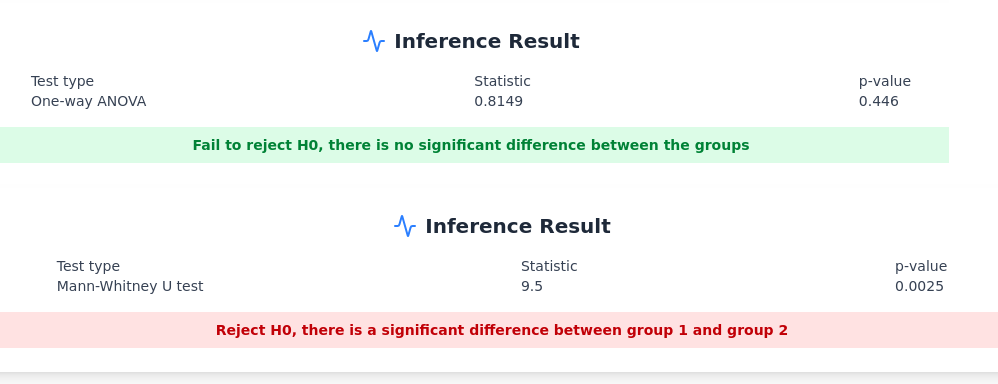 Inference Result
Test type Statistic p-value
One-way ANOVA 0.8149 0.446
Fail to reject H0, there is no significant difference between the groups
Inference Result
Test type Statistic p-value
Mann-Whitney U test 9.5 0.0025
Reject H0, there is a significant difference between group 1 and group 2